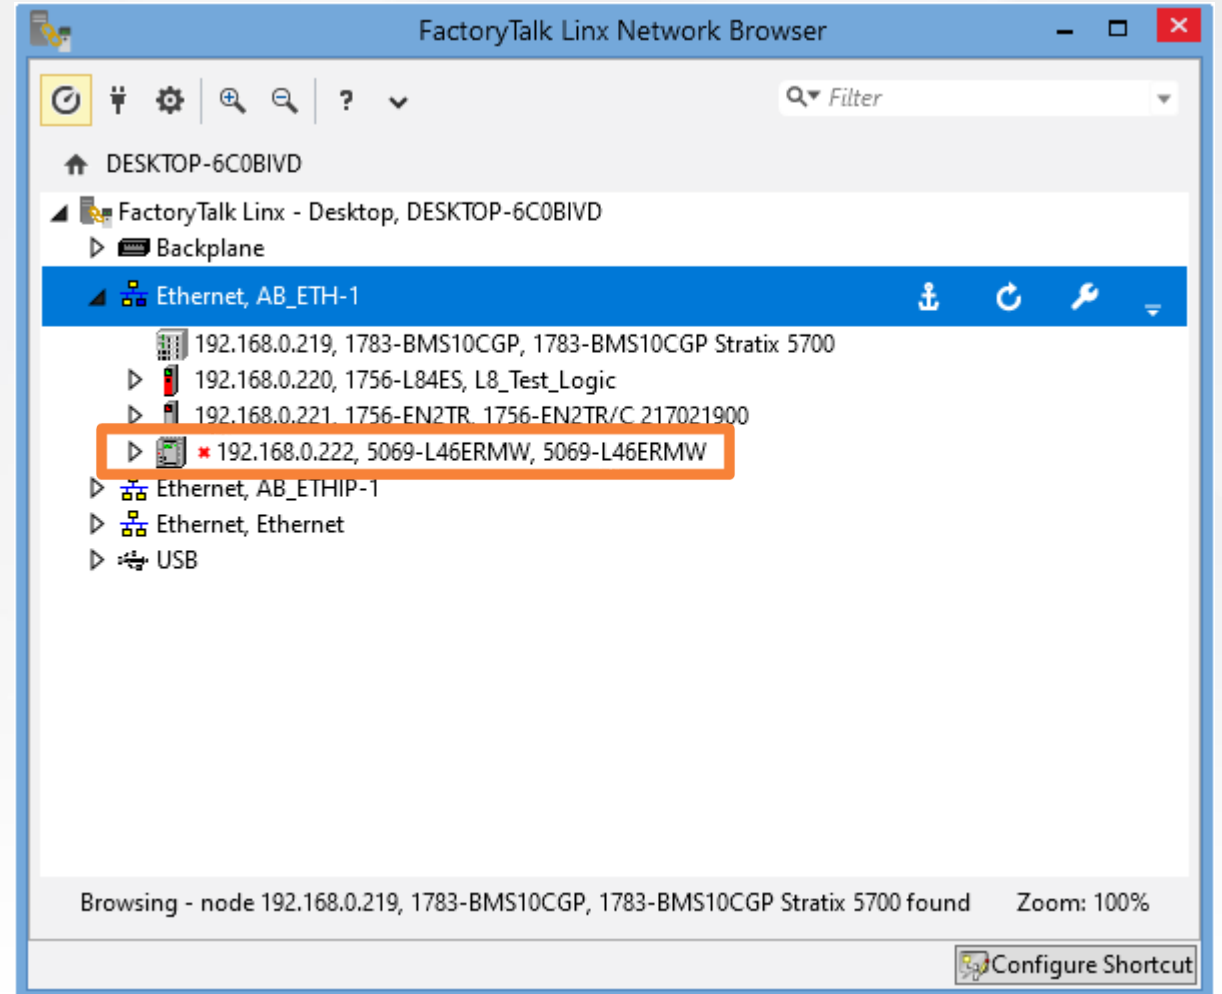 FactoryTalk Linx Network Browser
? Filter
DESKTOP-6C0BIVD
FactoryTalk Linx - Desktop, DESKTOP-6C0BIVD
Backplane
Ethernet, AB_ETH-1
192.168.0.219, 1783-BMS10CGP, 1783-BMS10CGP Stratix 5700
192.168.0.220, 1756-L84ES, L8_Test_Logic
192.168.0.221, 1756-EN2TR, 1756-EN2TR/C 217021900
192.168.0.222, 5069-L46ERMW, 5069-L46ERMW
Ethernet, AB_ETHIP-1
Ethernet, Ethernet
USB
Browsing - node 192.168.0.219, 1783-BMS10CGP, 1783-BMS10CGP Stratix 5700 found Zoom: 100%
Configure Shortcut